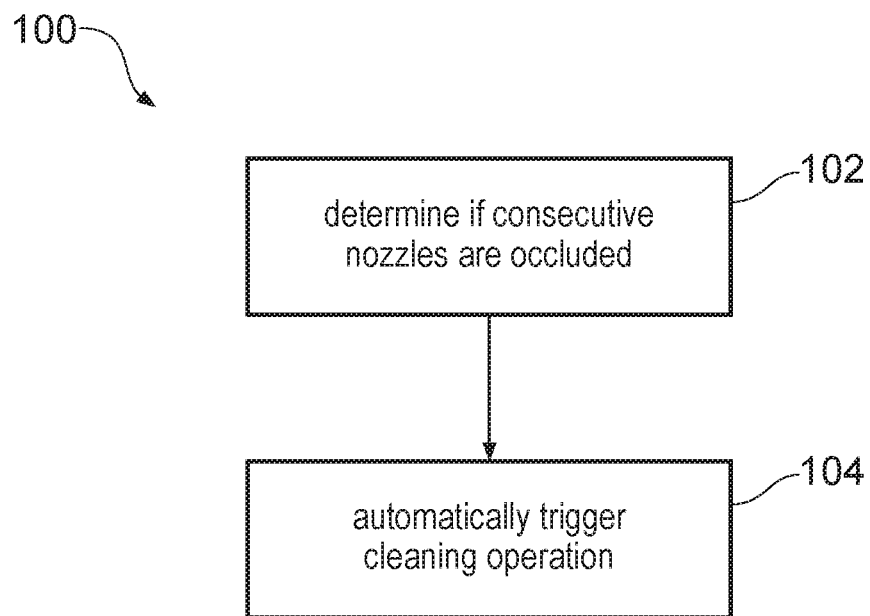 100
102
determine if consecutive
nozzles are occluded
104
automatically trigger
cleaning operation